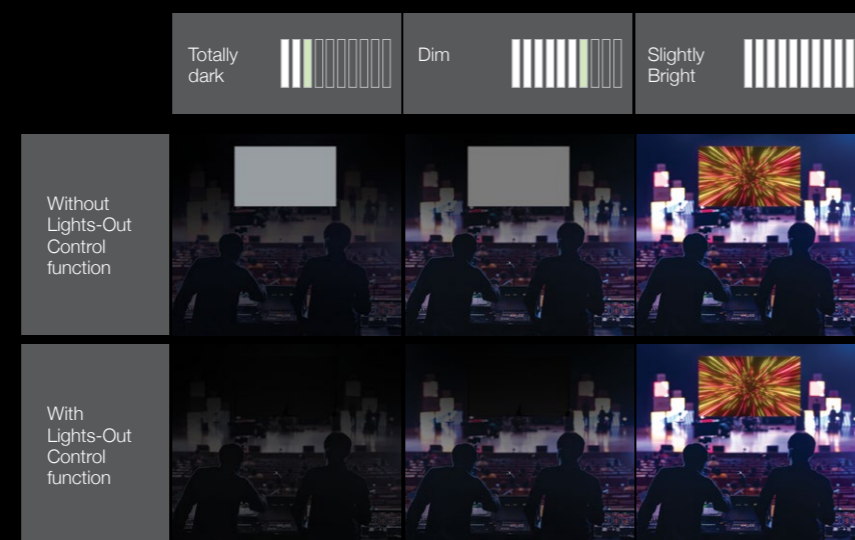 Totally
dark
Dim
Slightly
Bright
Without
Lights-Out
Control
function
With
Lights-Out
Control
function